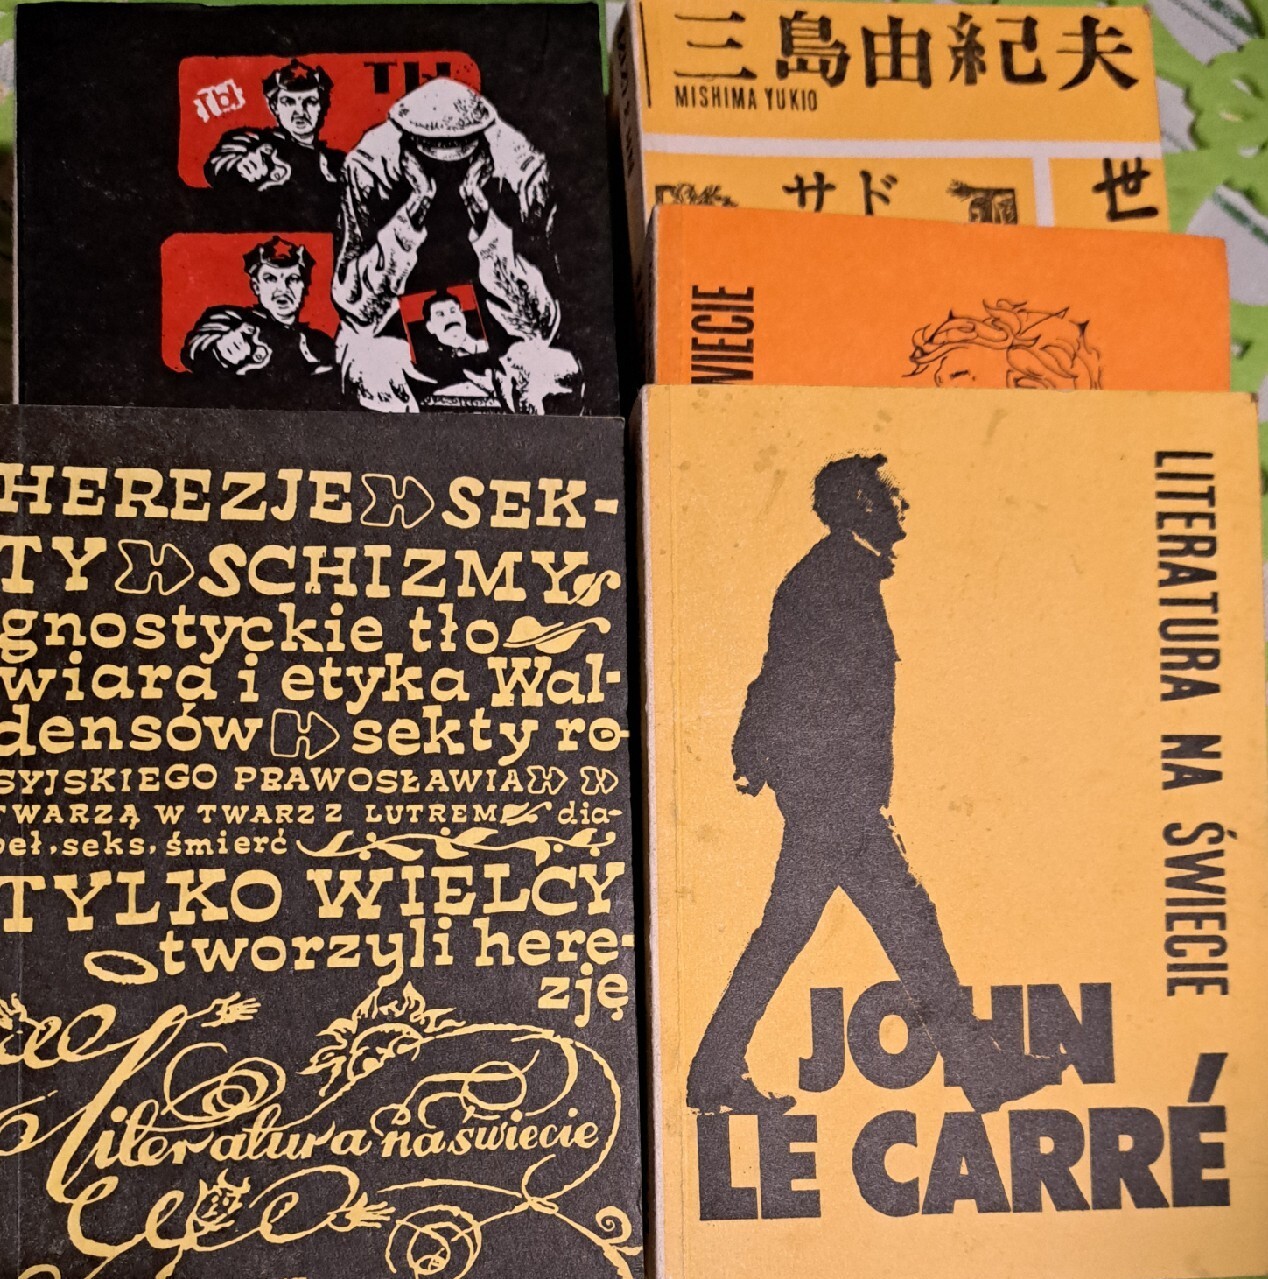 ТЫ
三島由紀夫
MISHIMA YUKIO
サド
世
HEREZJE SEK-
TY SCHIZMY
gnostyckie tło
wiara i etyka Wal-
densów sekty ro-
SYJSKIEGO PRAWOSŁAWIA
TWARZĄ W TWARZ Z LUTREM dia-
beł, seks, śmierć
TYLKO WIELCY
tworzyli here-
zję
literatura na świecie
WIECIE
LITERATURA NA ŚWIECIE
JOHN
LE CARRÉ